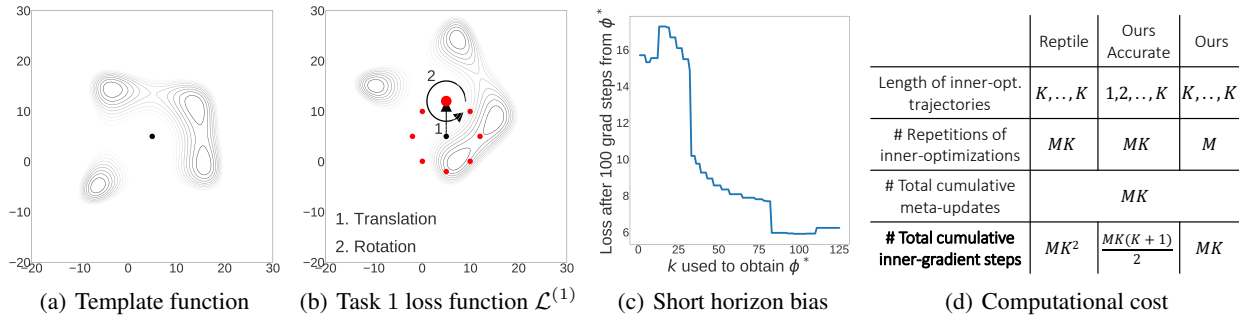 30
20
10
0
−10
−20
−20 −10 0 10 20 30
(a) Template function
30
20
10
0
−10
−20
2
1
1. Translation
2. Rotation
−20 −10 0 10 20 30
(b) Task 1 loss function L^(1)
Loss after 100 grad steps from ϕ*
16
14
12
10
8
6
0 25 50 75 100 125
k used to obtain ϕ*
(c) Short horizon bias
Reptile Ours Accurate Ours
Length of inner-opt. trajectories K,..,K 1,2,..,K K,..,K
# Repetitions of inner-optimizations MK MK M
# Total cumulative meta-updates MK
# Total cumulative inner-gradient steps MK² MK(K + 1)/2 MK
(d) Computational cost